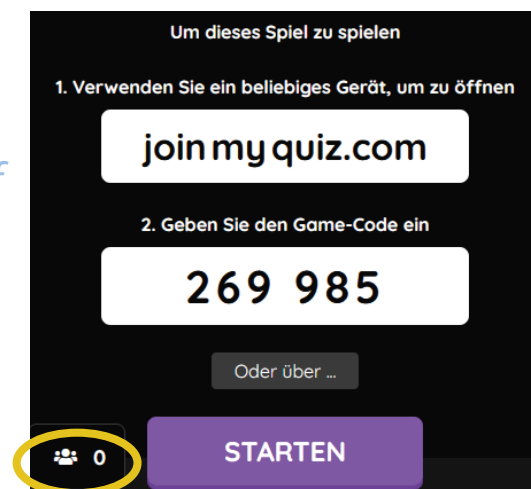 Um dieses Spiel zu spielen
1. Verwenden Sie ein beliebiges Gerät, um zu öffnen
joinmyquiz.com
2. Geben Sie den Game-Code ein
269 985
Oder über ...
0
STARTEN